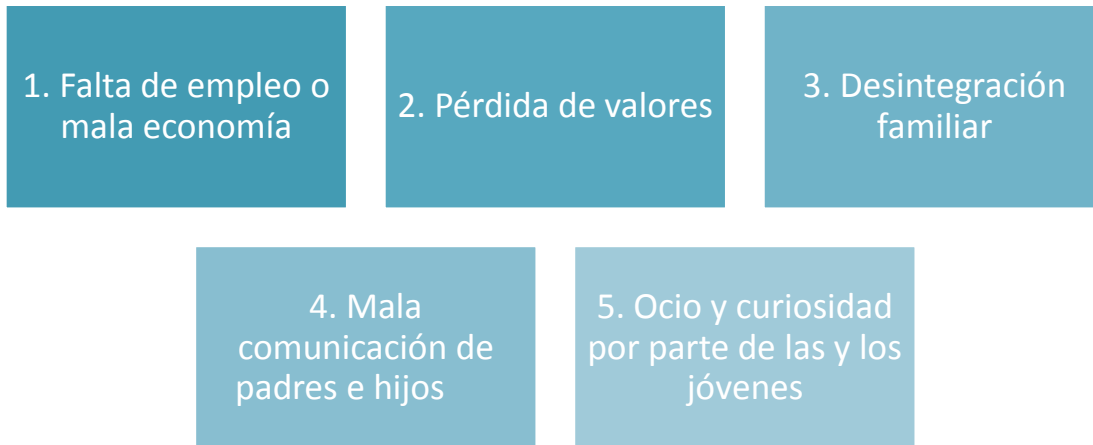 1. Falta de empleo o
mala economía
2. Pérdida de valores
3. Desintegración
familiar
4. Mala
comunicación de
padres e hijos
5. Ocio y curiosidad
por parte de las y los
jóvenes